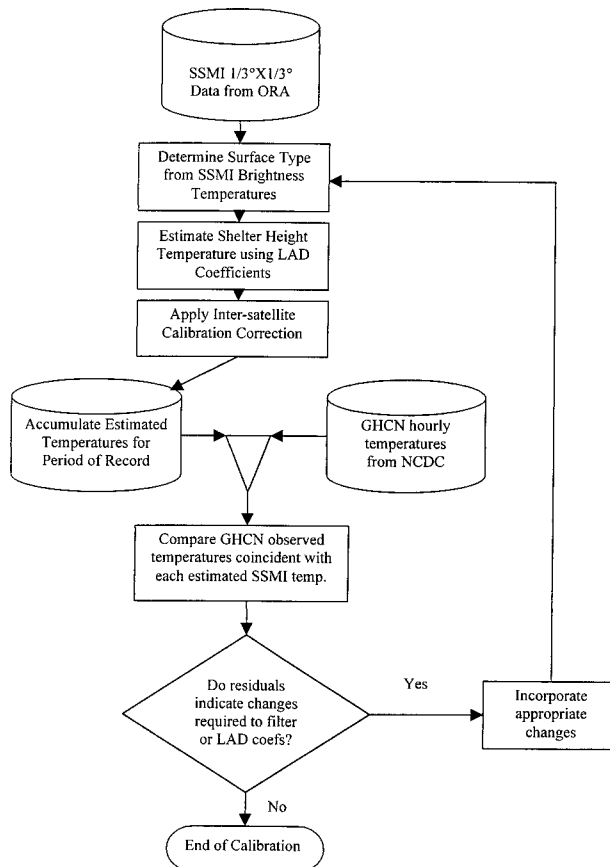 SSMI 1/3°X1/3°
Data from ORA
Determine Surface Type
from SSMI Brightness
Temperatures
Estimate Shelter Height
Temperature using LAD
Coefficients
Apply Inter-satellite
Calibration Correction
Accumulate Estimated
Temperatures for
Period of Record
GHCN hourly
temperatures
from NCDC
Compare GHCN observed
temperatures coincident with
each estimated SSMI temp.
Do residuals
indicate changes
required to filter
or LAD coefs?
Yes
Incorporate
appropriate
changes
No
End of Calibration